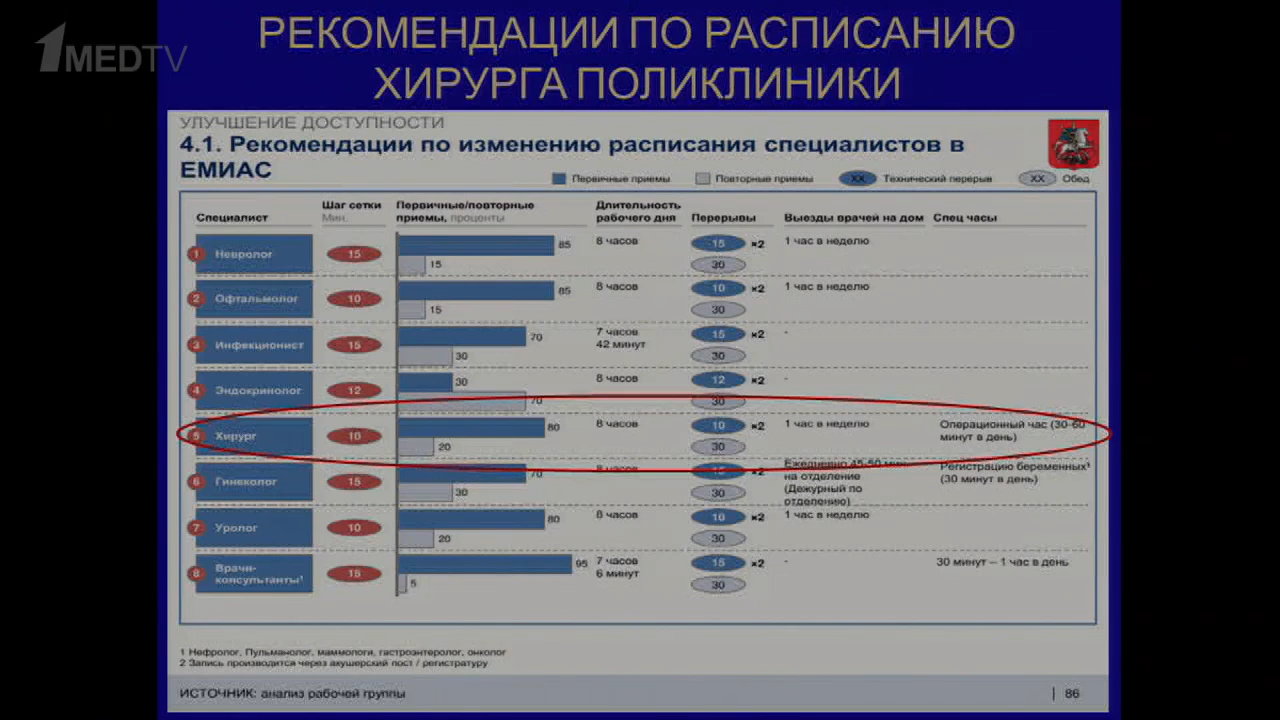 1MEDTV
РЕКОМЕНДАЦИИ ПО РАСПИСАНИЮ
ХИРУРГА ПОЛИКЛИНИКИ
УЛУЧШЕНИЕ ДОСТУПНОСТИ
4.1. Рекомендации по изменению расписания специалистов в
ЕМИАС
Первичные приемы
Повторные приемы
XX Технический перерыв
XX Обед
Специалист
Шаг сетки
Мин.
Первичные/повторные
приемы, проценты
Длительность
рабочего дня
Перерывы
Выезды врачей на дом
Спец часы
1 Невролог 15 85 8 часов 15 x2 1 час в неделю
15 30
2 Офтальмолог 10 85 8 часов 10 x2 1 час в неделю
15 30
3 Инфекционист 15 70 7 часов 15 x2 -
30 42 минут 30
4 Эндокринолог 12 30 8 часов 12 x2 -
70 30
5 Хирург 10 80 8 часов 10 x2 1 час в неделю Операционный час (30-60
20 30 минут в день)
6 Гинеколог 15 70 8 часов 15 x2 Ежедневно 45-50 мин Регистрацию беременных¹
30 30 на отделение (30 минут в день)
(Дежурный по
отделению)
7 Уролог 10 80 8 часов 10 x2 1 час в неделю
20 30
8 Врачи- 15 95 7 часов 15 x2 - 30 минут – 1 час в день
консультанты¹ 5 6 минут 30
1 Нефролог, Пульманолог, маммологи, гастроэнтеролог, онколог
2 Запись производится через акушерский пост / регистратуру
ИСТОЧНИК: анализ рабочей группы | 86